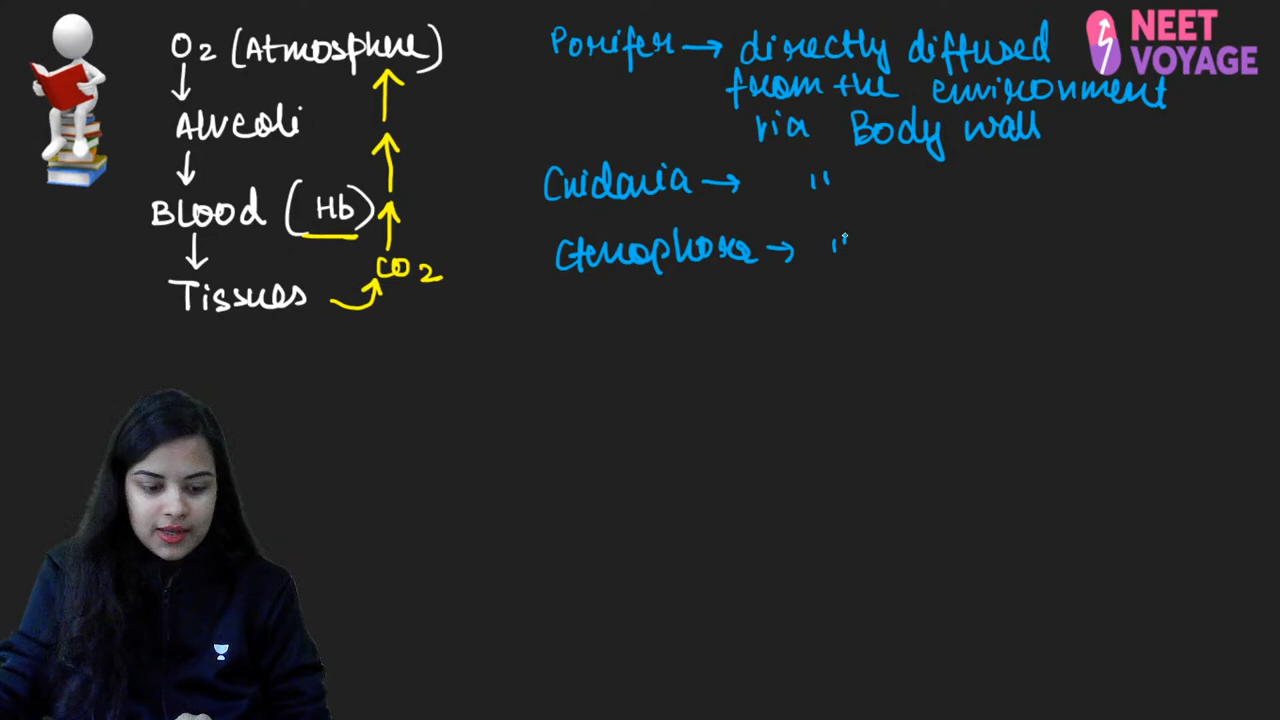 O2 (Atmosphere)
Alveoli
Blood (Hb)
CO2
Tissues
Porifer → directly diffused
from the environment
via Body wall
Cnidaria → "
Ctenophora → "
NEET
VOYAGE